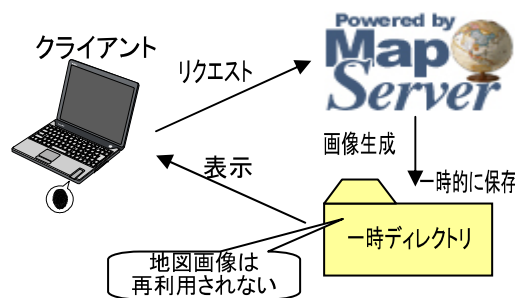 クライアント
リクエスト
Powered by
Map
Server
画像生成
一時的に保存
表示
一時ディレクトリ
地図画像は
再利用されない